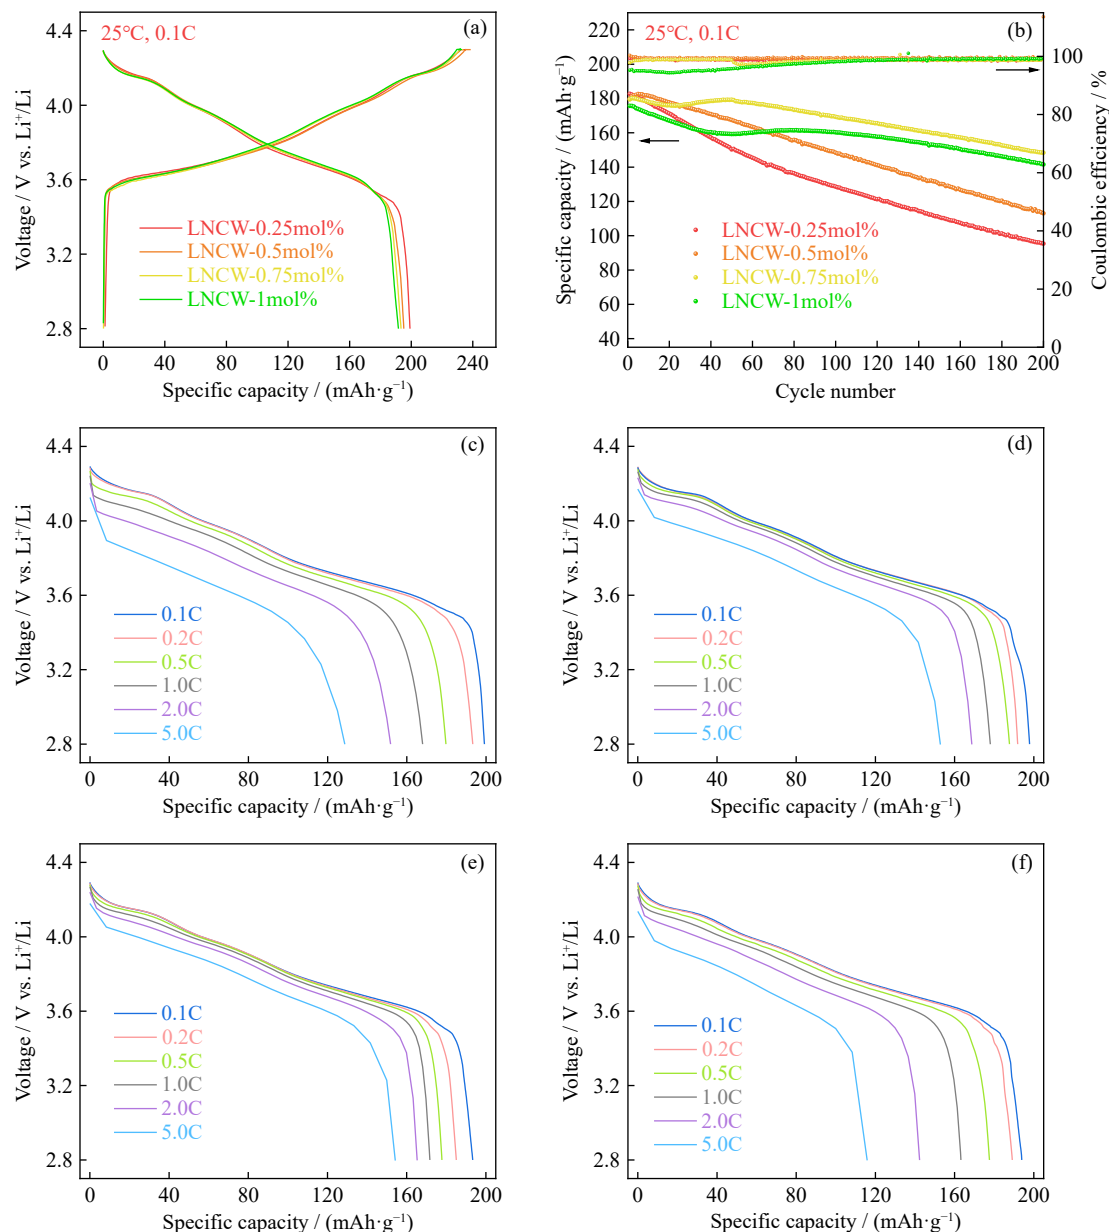 (a)
25°C, 0.1C
4.4
4.0
3.6
3.2
2.8
Voltage / V vs. Li⁺/Li
LNCW-0.25mol%
LNCW-0.5mol%
LNCW-0.75mol%
LNCW-1mol%
0 40 80 120 160 200 240
Specific capacity / (mAh·g⁻¹)
(b)
25°C, 0.1C
220
200
180
160
140
120
100
80
60
40
Specific capacity / (mAh·g⁻¹)
LNCW-0.25mol%
LNCW-0.5mol%
LNCW-0.75mol%
LNCW-1mol%
100
80
60
40
20
0
Coulombic efficiency / %
0 20 40 60 80 100 120 140 160 180 200
Cycle number
(c)
4.4
4.0
3.6
3.2
2.8
Voltage / V vs. Li⁺/Li
0.1C
0.2C
0.5C
1.0C
2.0C
5.0C
0 40 80 120 160 200
Specific capacity / (mAh·g⁻¹)
(d)
4.4
4.0
3.6
3.2
2.8
Voltage / V vs. Li⁺/Li
0.1C
0.2C
0.5C
1.0C
2.0C
5.0C
0 40 80 120 160 200
Specific capacity / (mAh·g⁻¹)
(e)
4.4
4.0
3.6
3.2
2.8
Voltage / V vs. Li⁺/Li
0.1C
0.2C
0.5C
1.0C
2.0C
5.0C
0 40 80 120 160 200
Specific capacity / (mAh·g⁻¹)
(f)
4.4
4.0
3.6
3.2
2.8
Voltage / V vs. Li⁺/Li
0.1C
0.2C
0.5C
1.0C
2.0C
5.0C
0 40 80 120 160 200
Specific capacity / (mAh·g⁻¹)